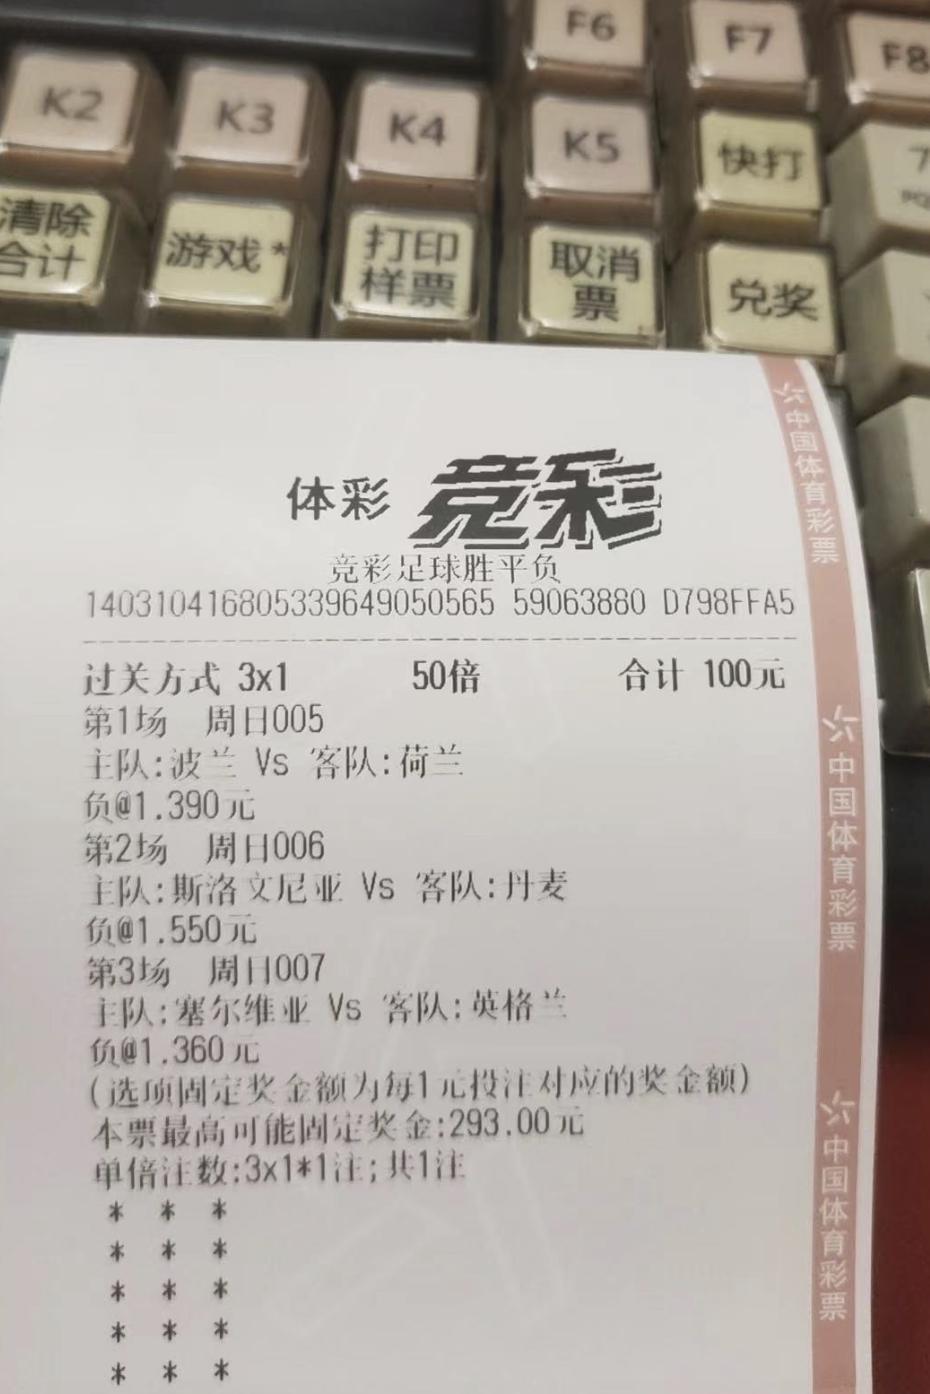 F6 F7 F8
K2 K3 K4 K5 快打 7
清除合计 游戏* 打印样票 取消票 兑奖
体彩 竞彩
竞彩足球胜平负
140310416805339649050565 59063880 D798FFA5
过关方式 3x1 50倍 合计 100元
第1场 周日005
主队:波兰 Vs 客队:荷兰
负@1.390元
第2场 周日006
主队:斯洛文尼亚 Vs 客队:丹麦
负@1.550元
第3场 周日007
主队:塞尔维亚 Vs 客队:英格兰
负@1.360元
(选项固定奖金额为每1元投注对应的奖金额)
本票最高可能固定奖金:293.00元
单倍注数:3x1*1注;共1注
* * *
* * *
* * *
* * *
* * *
中国体育彩票
中国体育彩票
中国体育彩票